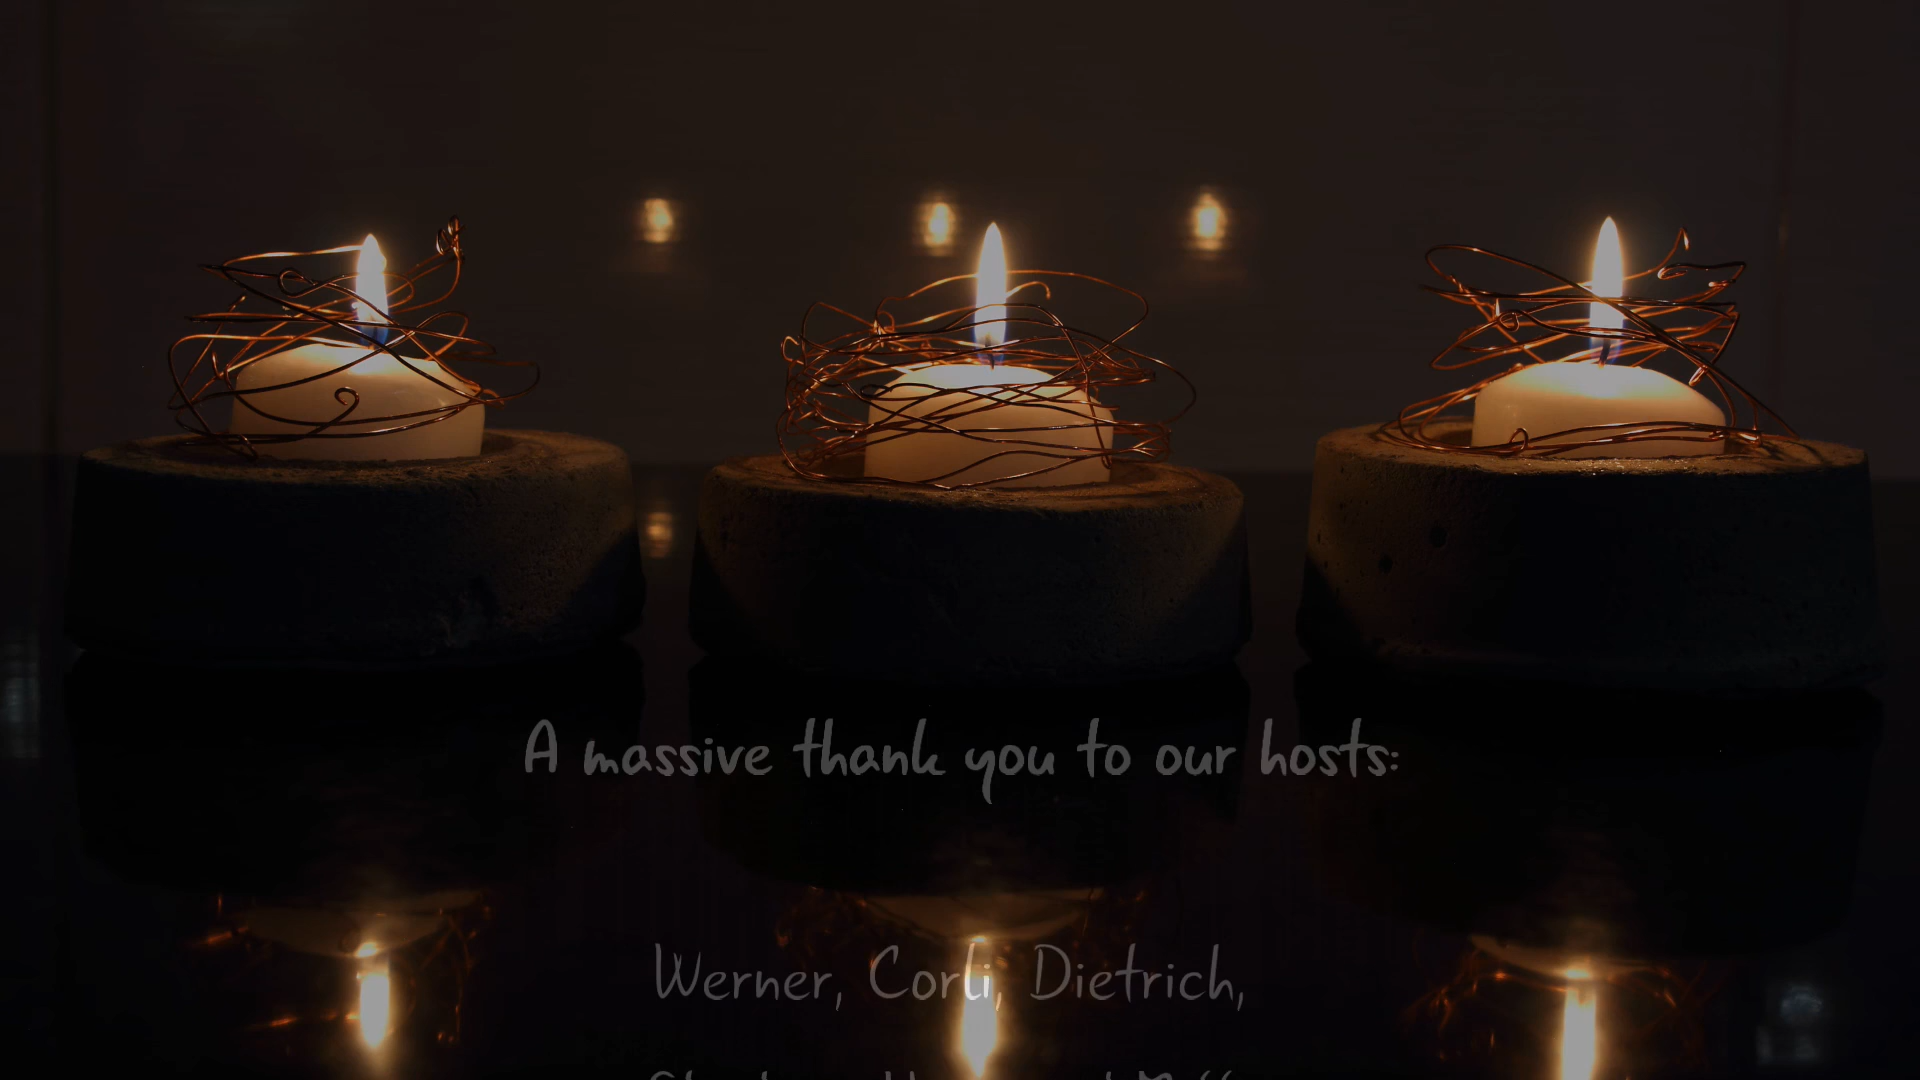 A massive thank you to our hosts:
Werner, Corli, Dietrich,